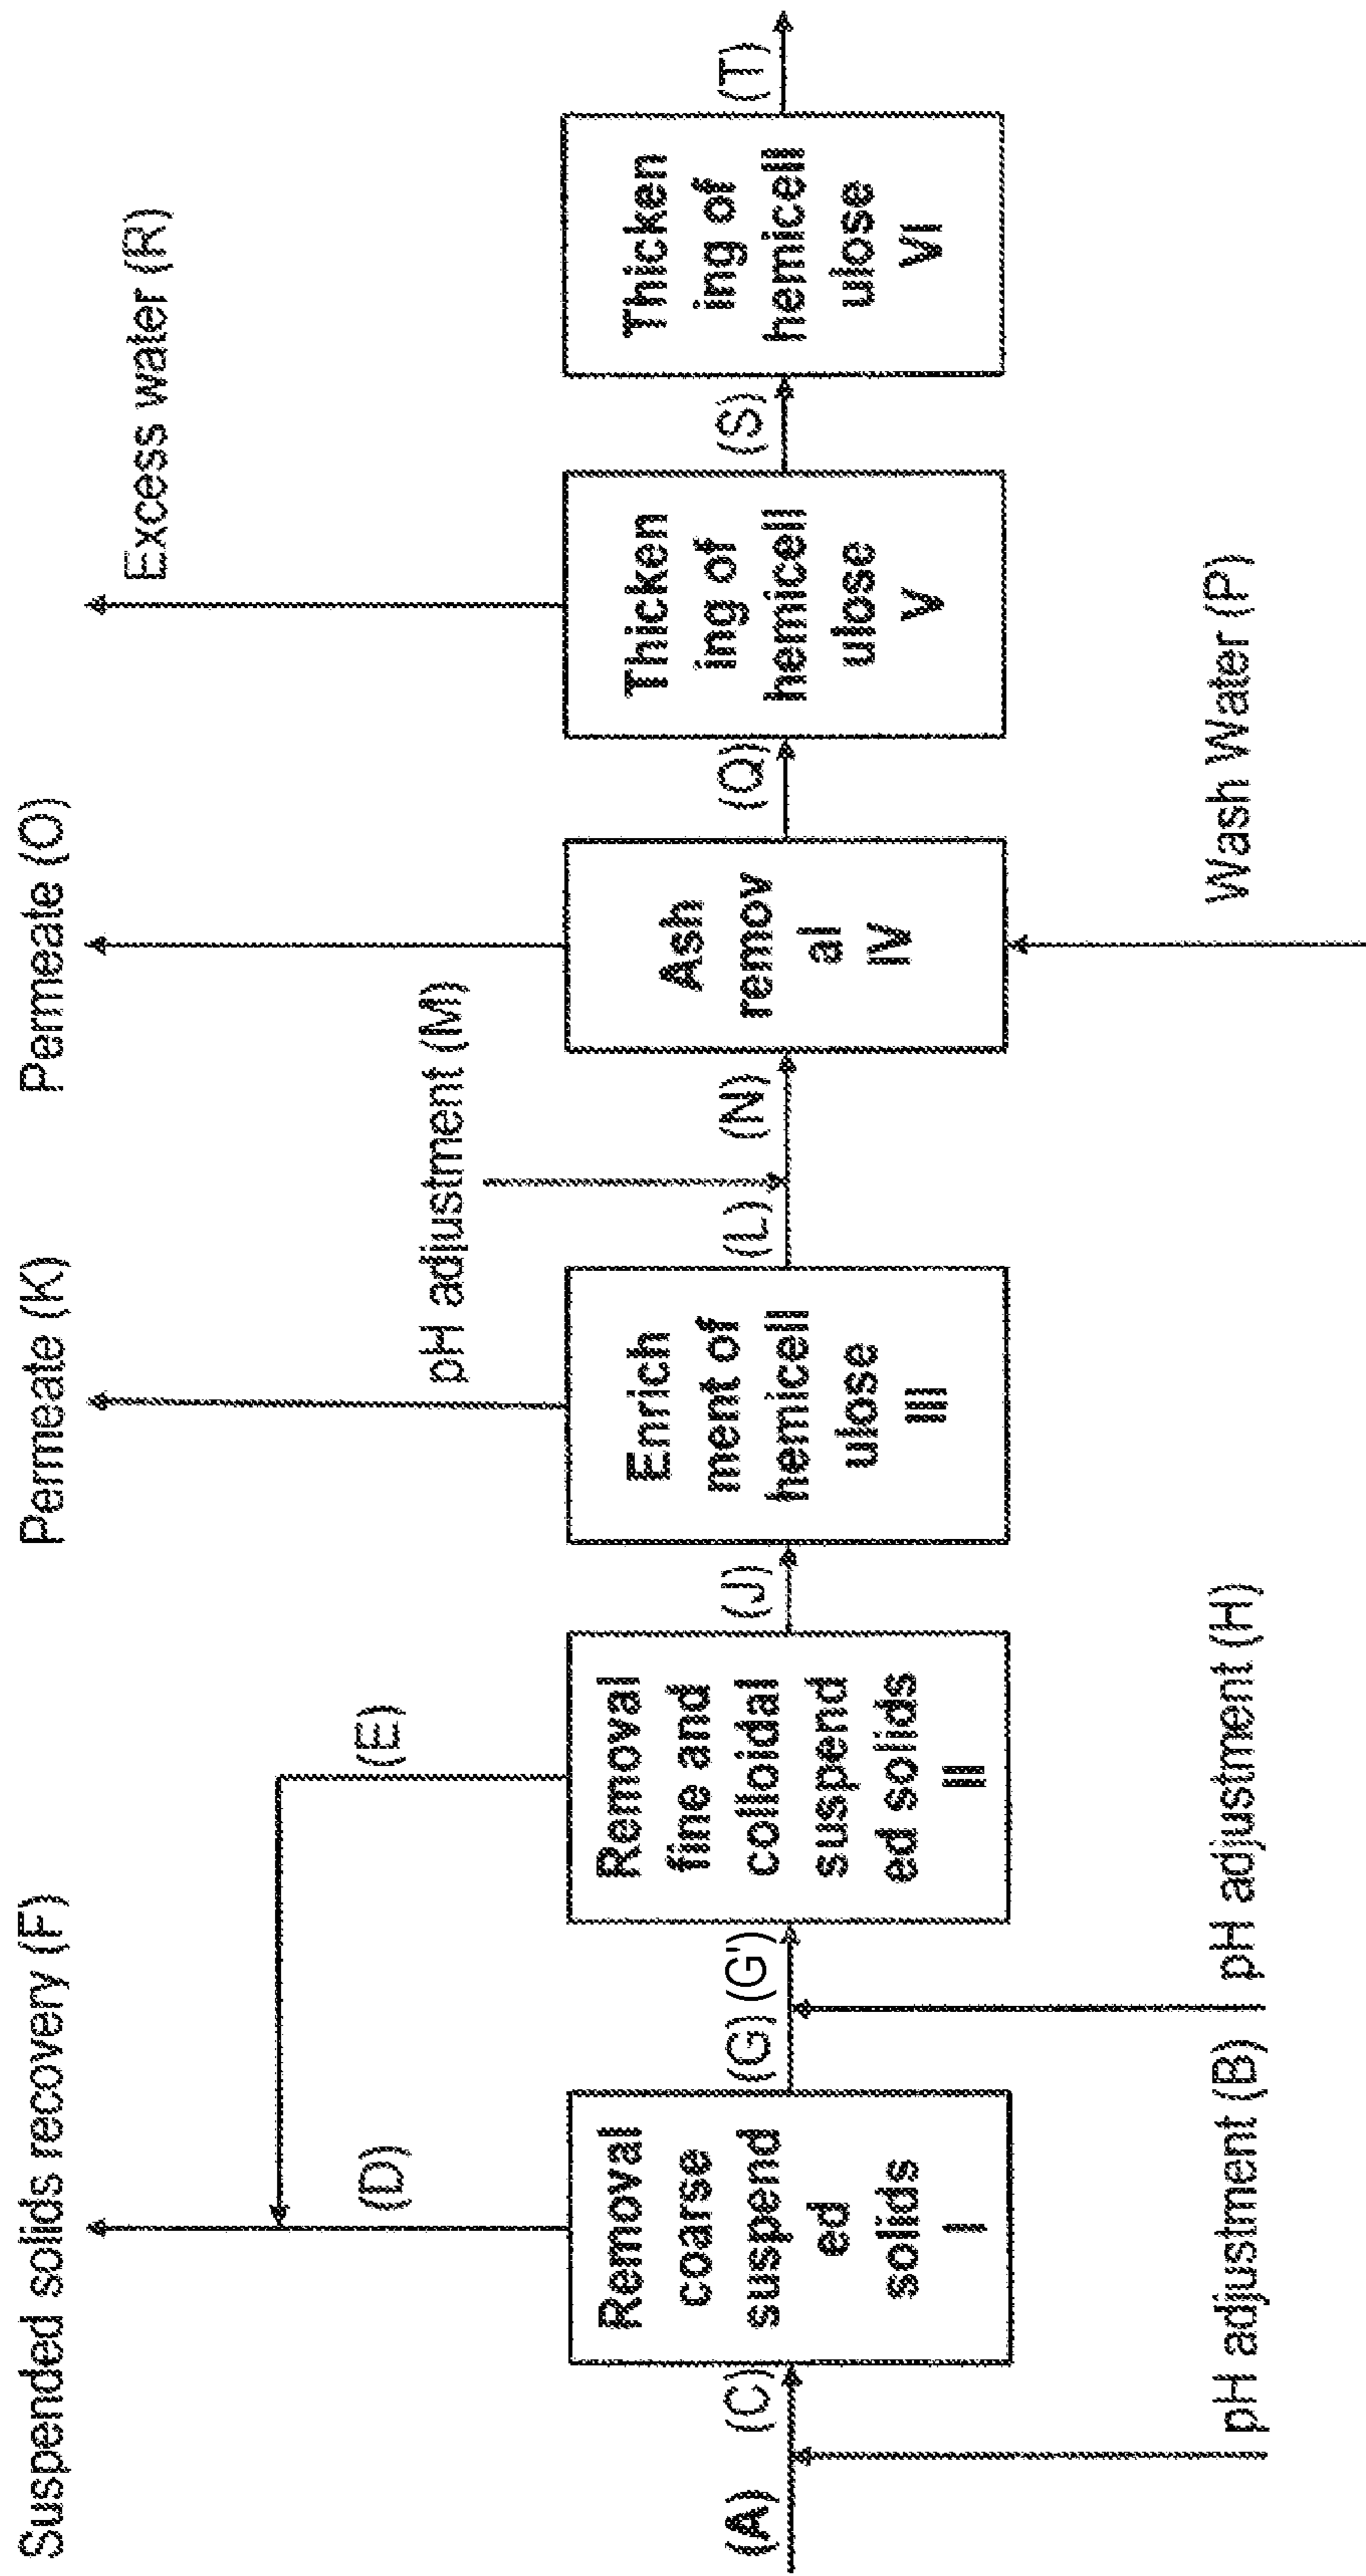 Suspended solids recovery (F)
Permeate (K)
Permeate (O)
Excess water (R)
(E)
(D)
pH adjustment (M)
(A)
(C)
Removal
coarse
suspend
ed
solids
I
(G) (G')
Removal
fine and
colloidal
suspend
ed solids
II
(J)
Enrich
ment of
hemicell
ulose
III
(L)
(N)
Ash
remov
al
IV
(Q)
Thicken
ing of
hemicell
ulose
V
(S)
Thicken
ing of
hemicell
ulose
VI
(T)
pH adjustment (B)
pH adjustment (H)
Wash Water (P)